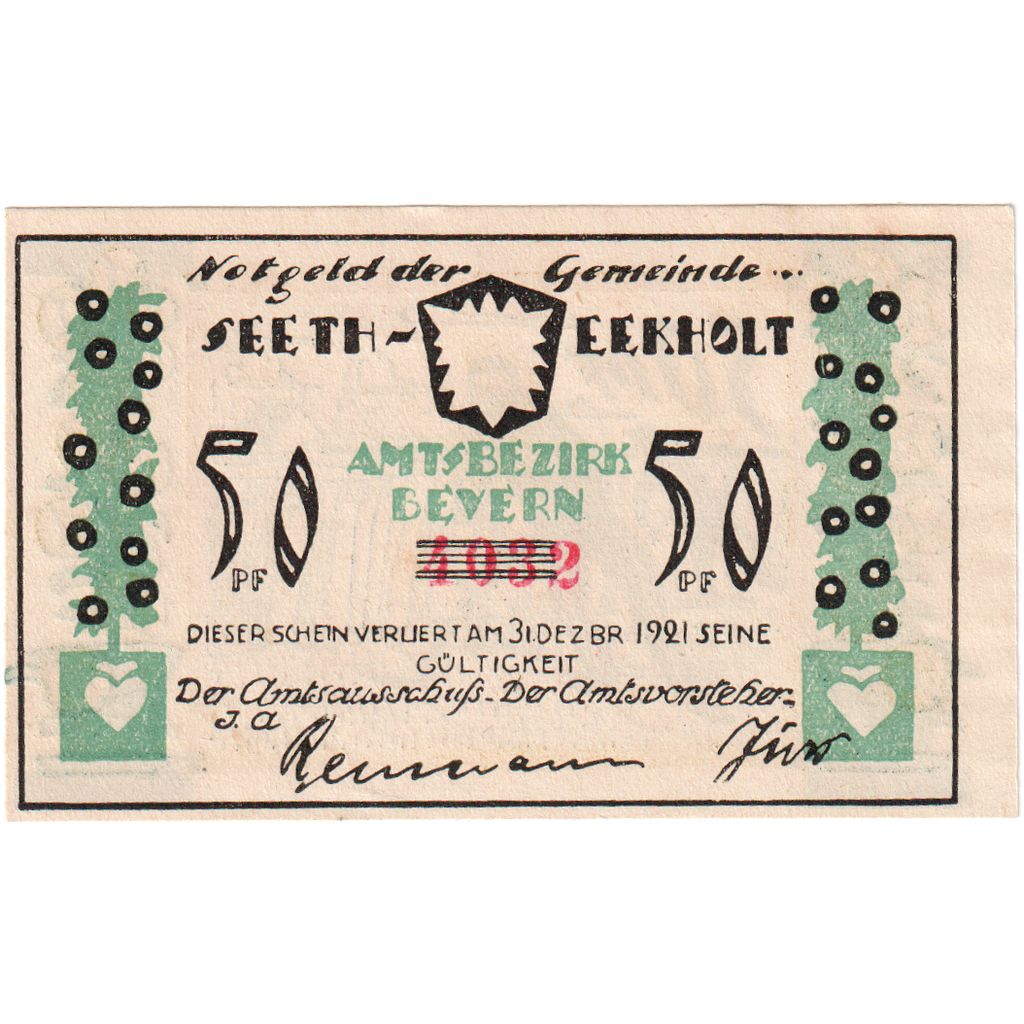 Notgeld der Gemeinde...
SEETH- EEKHOLT
AMTSBEZIRK
BEVERN
50 PF
50 PF
4032
DIESER SCHEIN VERLIERT AM 31. DEZBR 1921 SEINE
GÜLTIGKEIT
Der Amtsausschuß- Der Amtsvorsteher-
J. A